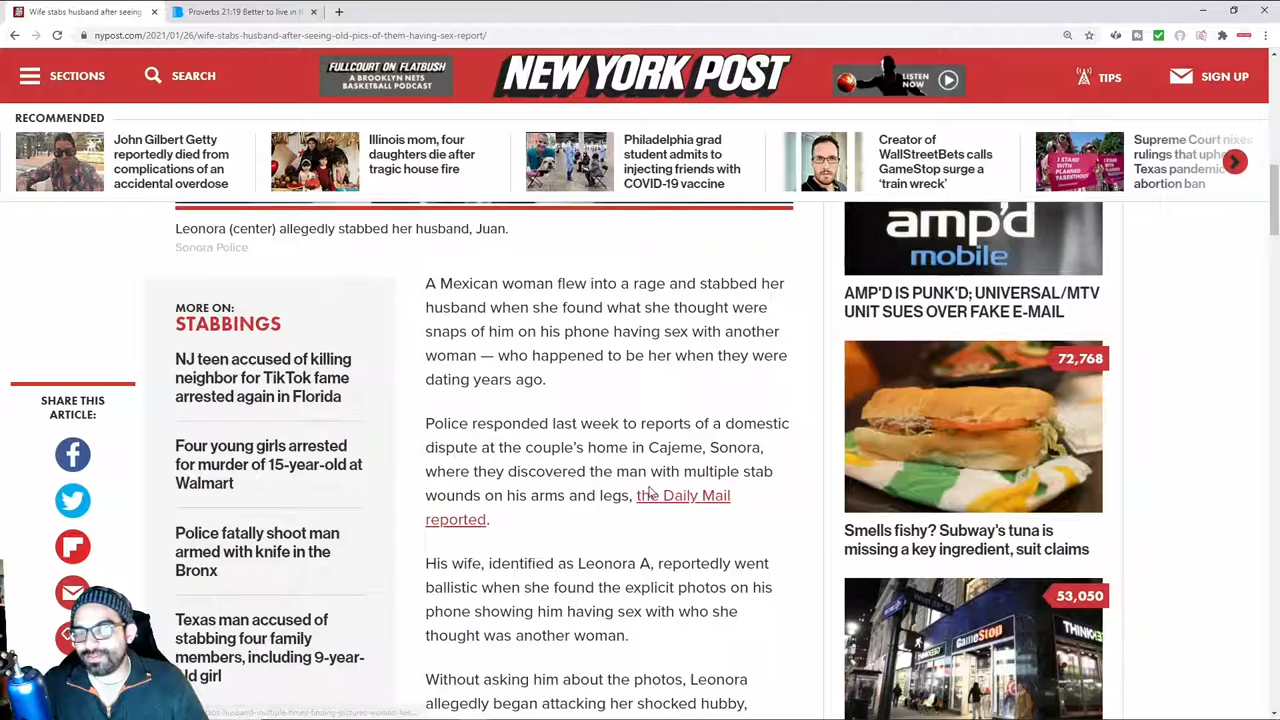 Wife stabs husband after seeing
Proverbs 21:19 Better to live in t
nypost.com/2021/01/26/wife-stabs-husband-after-seeing-old-pics-of-them-having-sex-report/
SECTIONS
SEARCH
FULLCOURT ON FLATBUSH
A BROOKLYN NETS
BASKETBALL PODCAST
NEW YORK POST
LISTEN
NOW
TIPS
SIGN UP
RECOMMENDED
John Gilbert Getty
reportedly died from
complications of an
accidental overdose
Illinois mom, four
daughters die after
tragic house fire
Philadelphia grad
student admits to
injecting friends with
COVID-19 vaccine
Creator of
WallStreetBets calls
GameStop surge a
‘train wreck’
Supreme Court nixes
rulings that uph
Texas pandemic
abortion ban
Leonora (center) allegedly stabbed her husband, Juan.
Sonora Police
SHARE THIS
ARTICLE:
MORE ON:
STABBINGS
NJ teen accused of killing
neighbor for TikTok fame
arrested again in Florida
Four young girls arrested
for murder of 15-year-old at
Walmart
Police fatally shoot man
armed with knife in the
Bronx
Texas man accused of
stabbing four family
members, including 9-year-
old girl
A Mexican woman flew into a rage and stabbed her
husband when she found what she thought were
snaps of him on his phone having sex with another
woman — who happened to be her when they were
dating years ago.
Police responded last week to reports of a domestic
dispute at the couple’s home in Cajeme, Sonora,
where they discovered the man with multiple stab
wounds on his arms and legs, the Daily Mail
reported.
His wife, identified as Leonora A, reportedly went
ballistic when she found the explicit photos on his
phone showing him having sex with who she
thought was another woman.
Without asking him about the photos, Leonora
allegedly began attacking her shocked hubby,
amp'd
mobile
AMP'D IS PUNK'D; UNIVERSAL/MTV
UNIT SUES OVER FAKE E-MAIL
72,768
Smells fishy? Subway's tuna is
missing a key ingredient, suit claims
53,050
GameStop